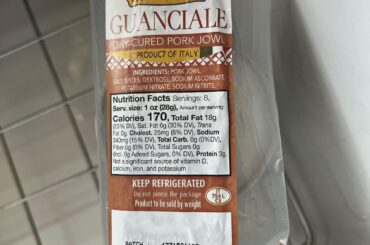 GUANCIALE
DRY-CURED PORK JOWL
PRODUCT OF ITALY
INGREDIENTS: PORK JOWL,
SALT, SPICES, DEXTROSE, SODIUM ASCORBATE,
POTASSIUM NITRATE, SODIUM NITRITE.
Nutrition Facts Servings: 8,
Serv. size: 1 oz (28g), Amount per serving:
Calories 170, Total Fat 18g
(23% DV), Sat. Fat 6g (30% DV), Trans
Fat 0g, Cholest. 25mg (8% DV), Sodium
340mg (15% DV), Total Carb. 0g (0%DV),
Fiber 0g (0% DV), Total Sugars 0g
(Incl. 0g Added Sugars, 0% DV), Protein 3g.
Not a significant source of vitamin D,
calcium, iron, and potassium
KEEP REFRIGERATED
Do not pierce the package
Product to be sold by weight
BATCH